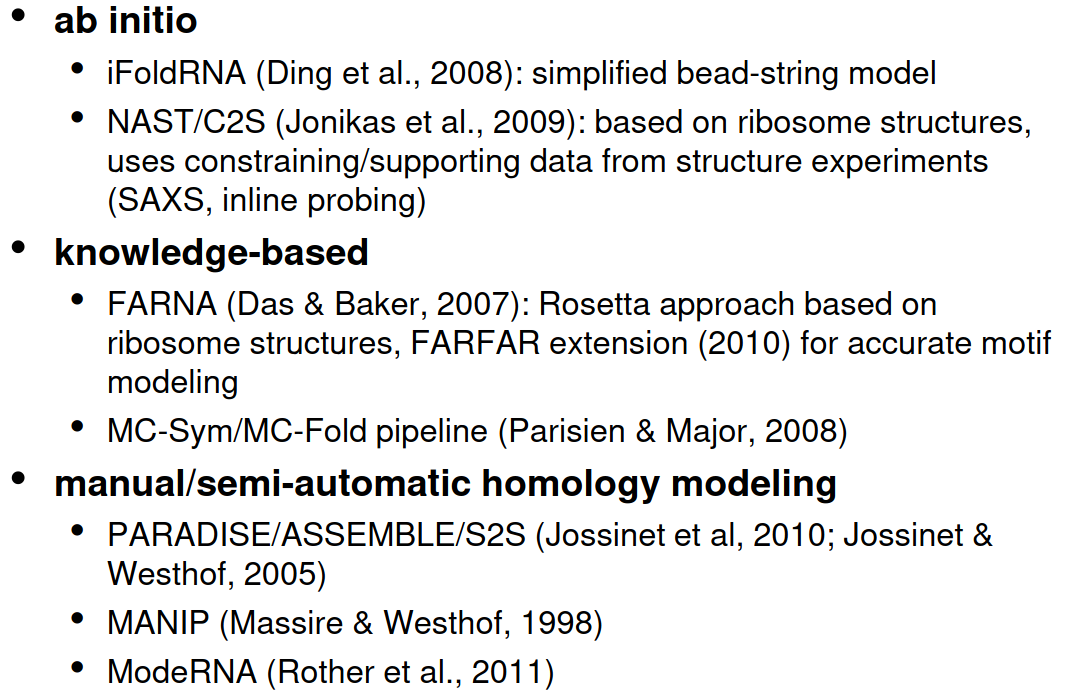 • ab initio
• iFoldRNA (Ding et al., 2008): simplified bead-string model
• NAST/C2S (Jonikas et al., 2009): based on ribosome structures,
uses constraining/supporting data from structure experiments
(SAXS, inline probing)
• knowledge-based
• FARNA (Das & Baker, 2007): Rosetta approach based on
ribosome structures, FARFAR extension (2010) for accurate motif
modeling
• MC-Sym/MC-Fold pipeline (Parisien & Major, 2008)
• manual/semi-automatic homology modeling
• PARADISE/ASSEMBLE/S2S (Jossinet et al, 2010; Jossinet &
Westhof, 2005)
• MANIP (Massire & Westhof, 1998)
• ModeRNA (Rother et al., 2011)